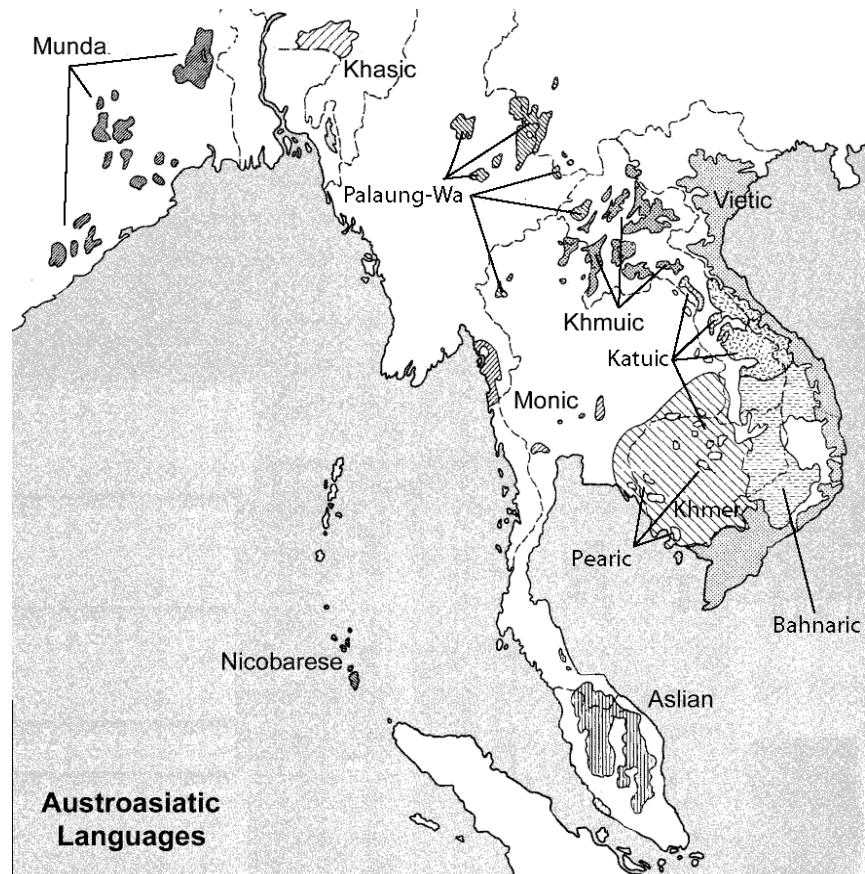 Munda
Khasic
Palaung-Wa
Vietic
Khmuic
Katuic
Monic
Khmer
Pearic
Bahnaric
Nicobarese
Aslian
Austroasiatic
Languages